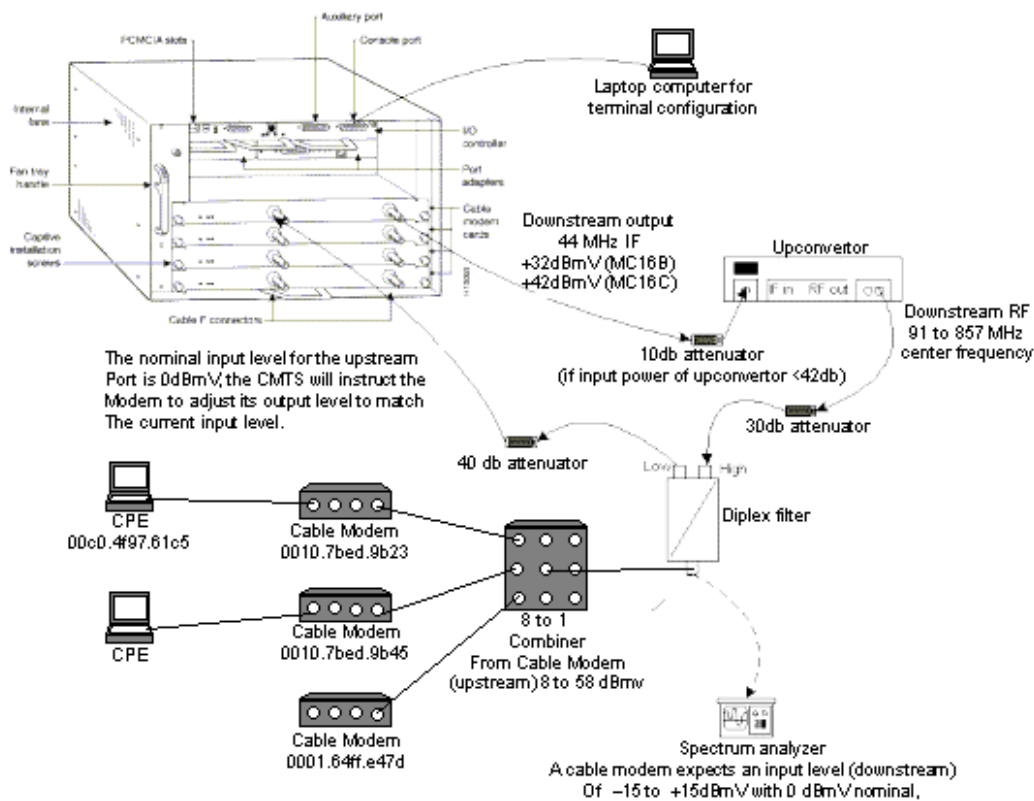 Auxiliary port
PCMCIA slots
Console port
Laptop computer for
terminal configuration
Internal
fans
I/O
controller
Fan tray
handle
Port
adapters
Cable
modem
cards
Captive
installation
screws
Cable F connectors
Downstream output
44 MHz IF
+32dBmV (MC16B)
+42dBmV (MC16C)
Upconvertor
IF in RF out
Downstream RF
91 to 857 MHz
center frequency
10db attenuator
(if input power of upconvertor <42db)
The nominal input level for the upstream
Port is 0dBmV, the CMTS will instruct the
Modem to adjust its output level to match
The current input level.
30db attenuator
40 db attenuator
Low
High
Diplex filter
CPE
00c0.4f97.61c5
Cable Modem
0010.7bed.9b23
CPE
Cable Modem
0010.7bed.9b45
8 to 1
Combiner
From Cable Modem
(upstream) 8 to 58 dBmv
Cable Modem
0001.64ff.e47d
Spectrum analyzer
A cable modem expects an input level (downstream)
Of -15 to +15dBmV with 0 dBmV nominal,